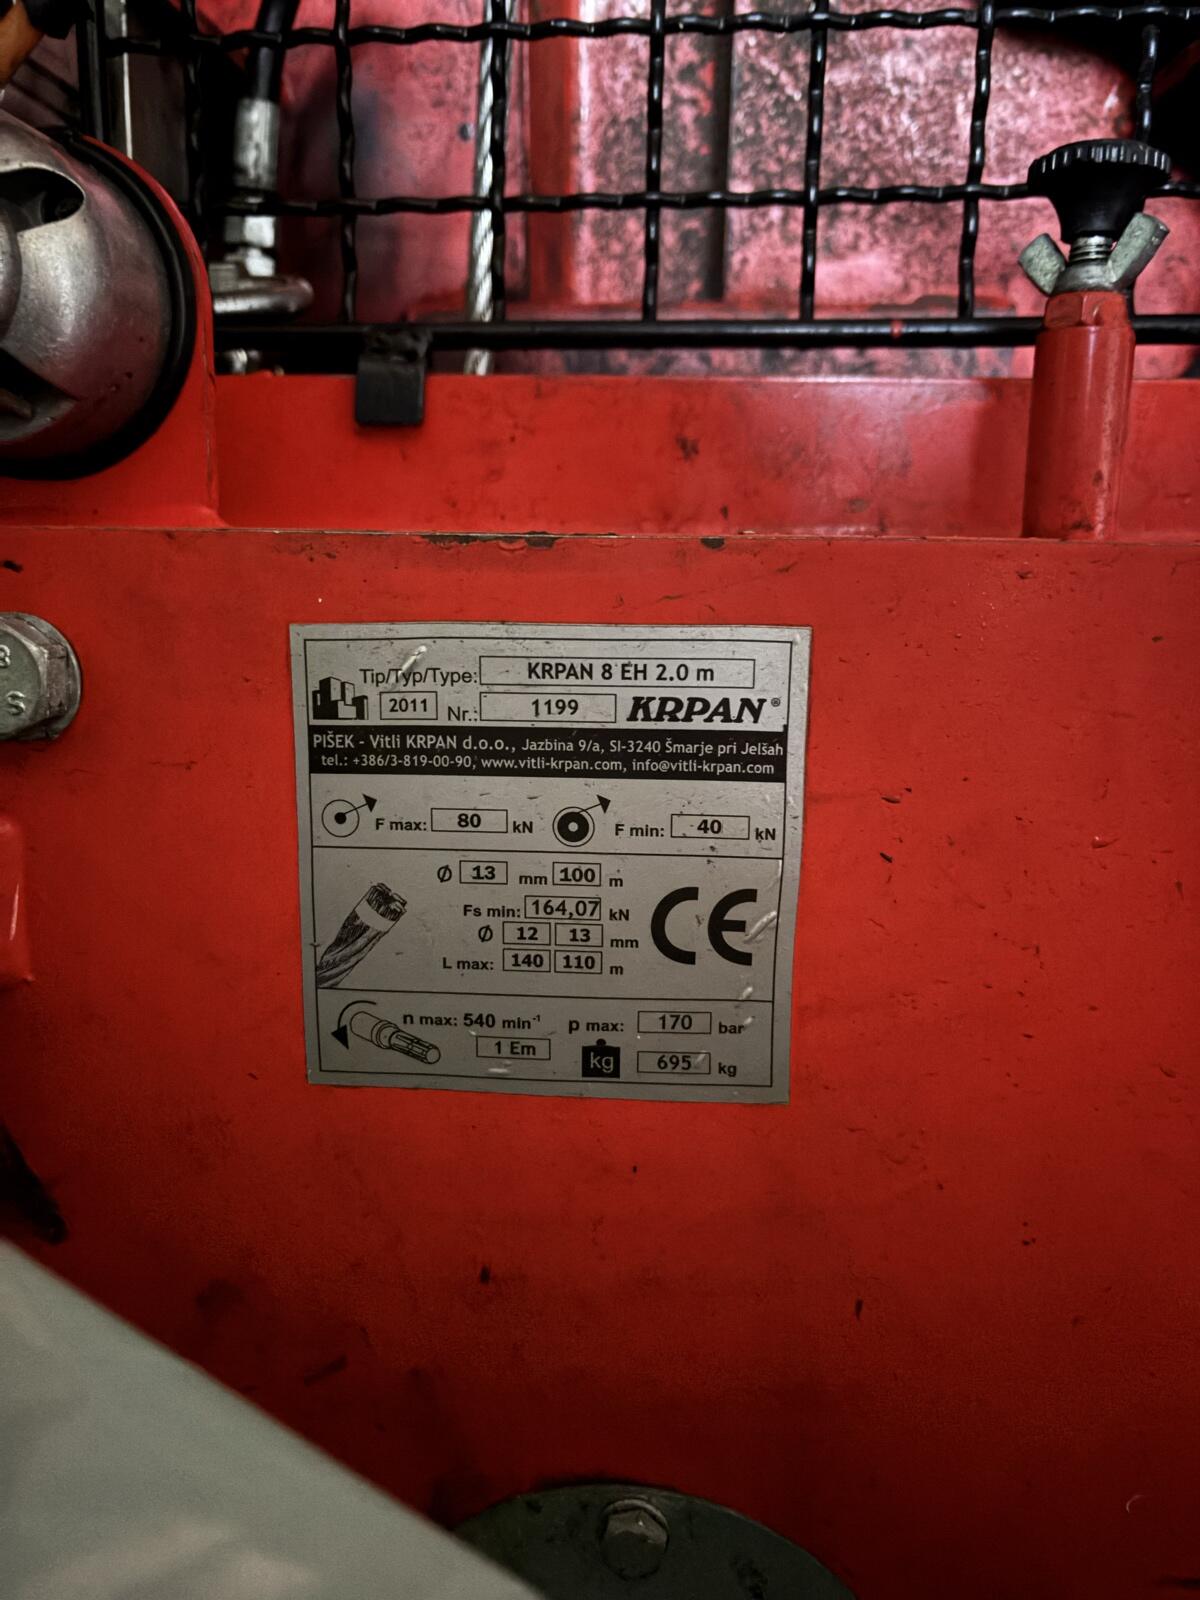 Tip/Typ/Type: KRPAN 8 EH 2.0 m
2011 Nr.: 1199 KRPAN®
PIŠEK - Vitli KRPAN d.o.o., Jazbina 9/a, SI-3240 Šmarje pri Jelšah
tel.: +386/3-819-00-90, www.vitli-krpan.com, info@vitli-krpan.com
F max: 80 kN F min: 40 kN
Ø 13 mm 100 m
Fs min: 164,07 kN CE
Ø 12 13 mm
L max: 140 110 m
n max: 540 min⁻¹ p max: 170 bar
1 Em kg 695 kg
8
S